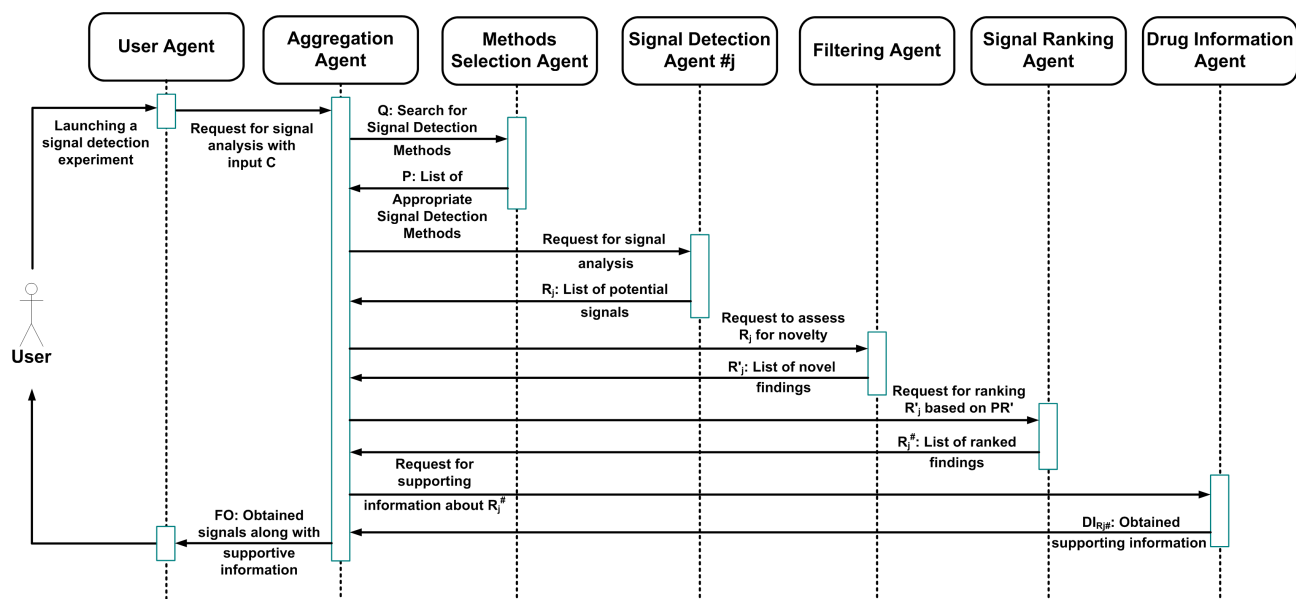 User Agent
Aggregation
Agent
Methods
Selection Agent
Signal Detection
Agent #j
Filtering Agent
Signal Ranking
Agent
Drug Information
Agent
Launching a
signal detection
experiment
Request for signal
analysis with
input C
Q: Search for
Signal Detection
Methods
P: List of
Appropriate
Signal Detection
Methods
Request for signal
analysis
Rj: List of potential
signals
Request to assess
Rj for novelty
R'j: List of novel
findings
Request for ranking
R'j based on PR'
Rj#: List of ranked
findings
Request for
supporting
information about Rj#
DIRj#: Obtained
supporting information
FO: Obtained
signals along with
supportive
information
User